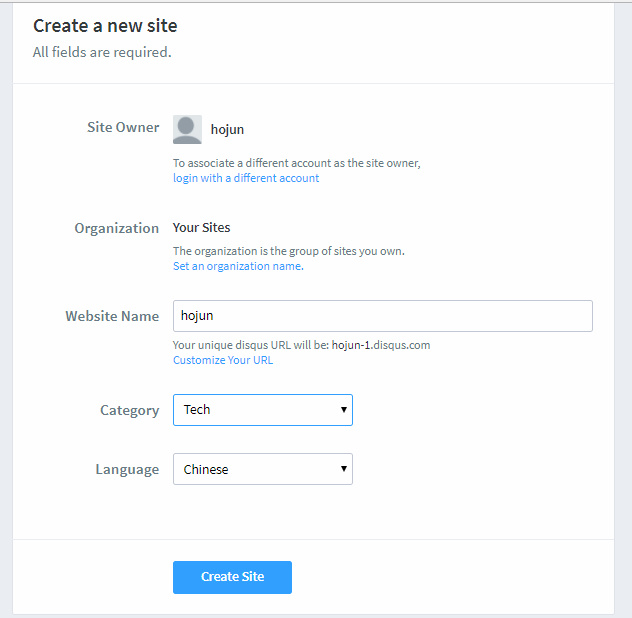 Create a new site
All fields are required.
Site Owner
hojun
To associate a different account as the site owner,
login with a different account
Organization
Your Sites
The organization is the group of sites you own.
Set an organization name.
Website Name
hojun
Your unique disqus URL will be: hojun-1.disqus.com
Customize Your URL
Category
Tech
Language
Chinese
Create Site